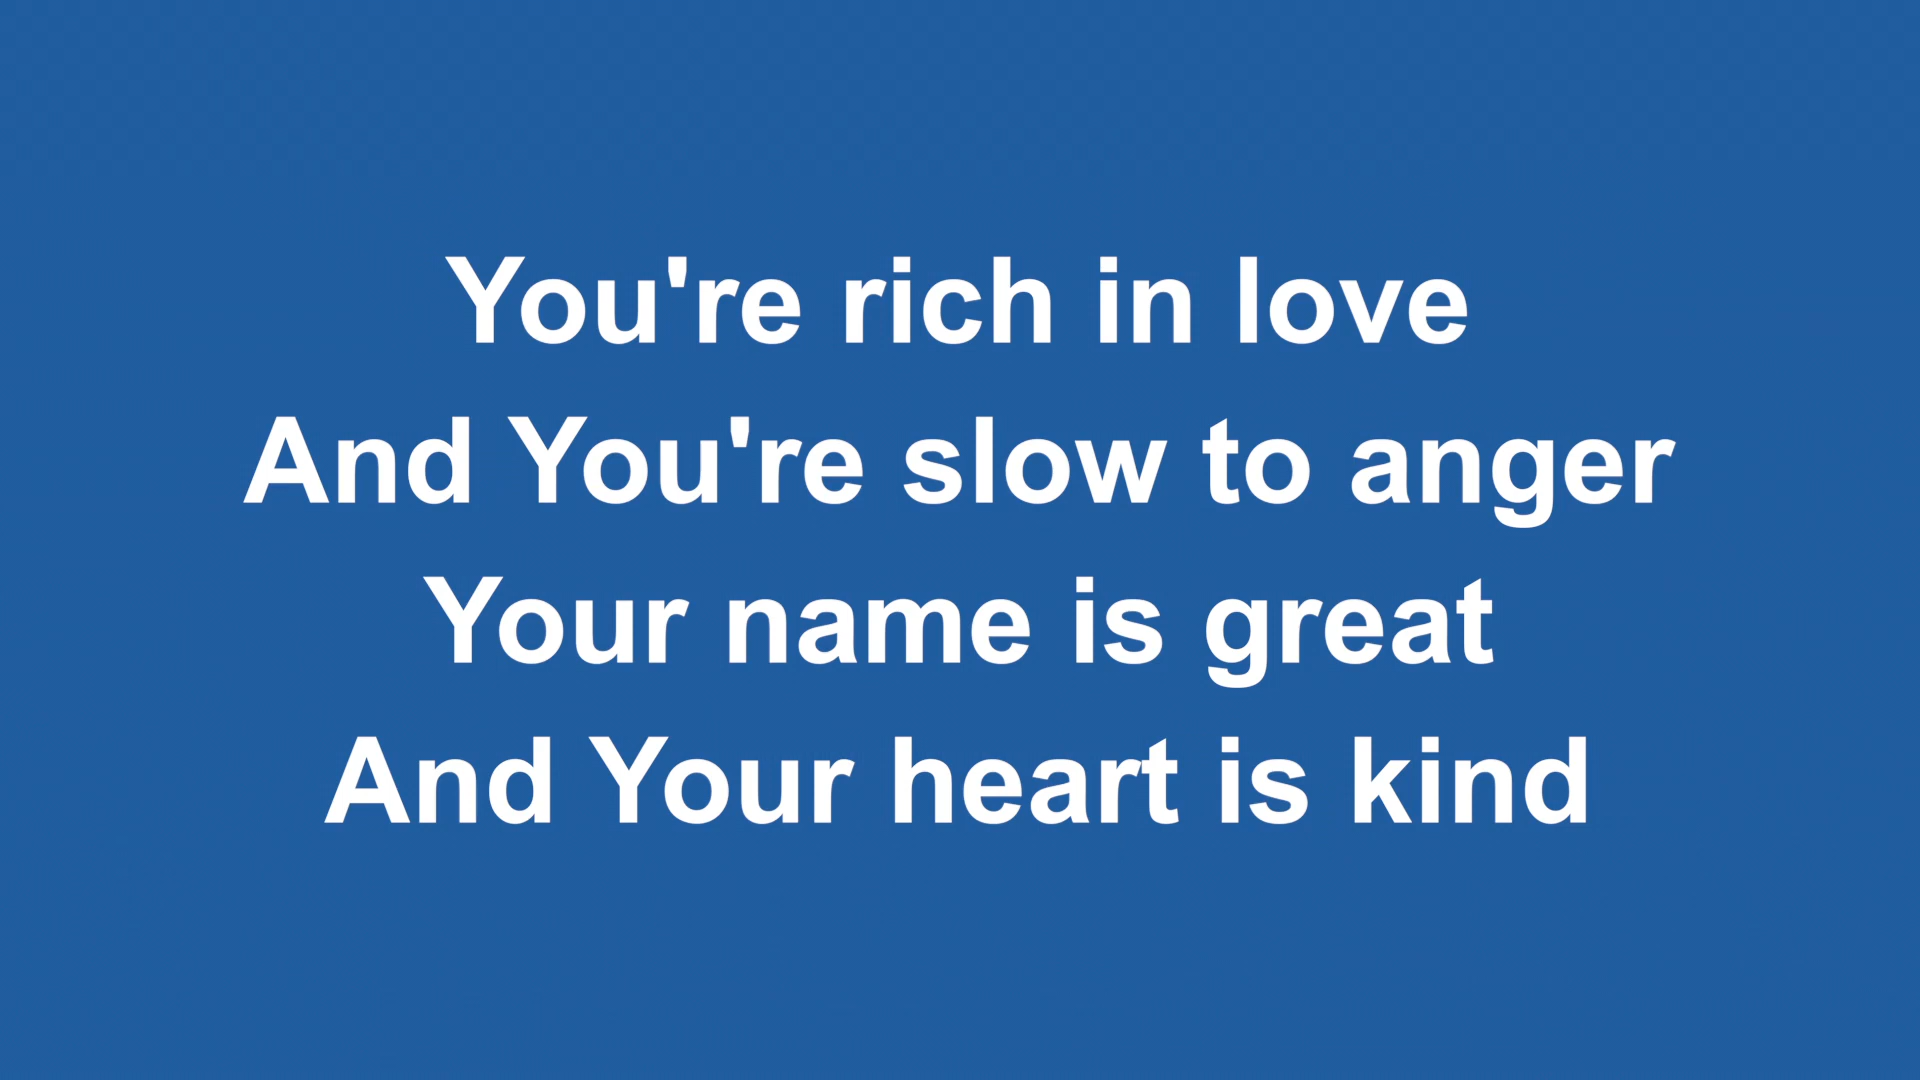 You're rich in love
And You're slow to anger
Your name is great
And Your heart is kind